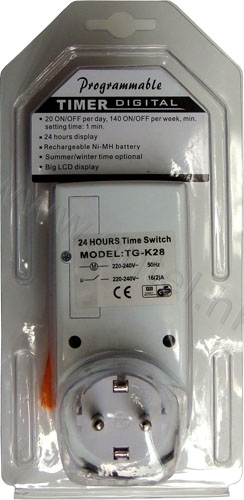 Programmable
TIMER DIGITAL
• 20 ON/OFF per day, 140 ON/OFF per week, min.
setting time: 1 min.
• 24 hours display
• Rechargeable Ni-MH battery
• Summer/winter time optional
• Big LCD display
24 HOURS Time Switch
MODEL:TG-K28
M 220-240V~ 50Hz
220-240V~ 16(2)A
CE